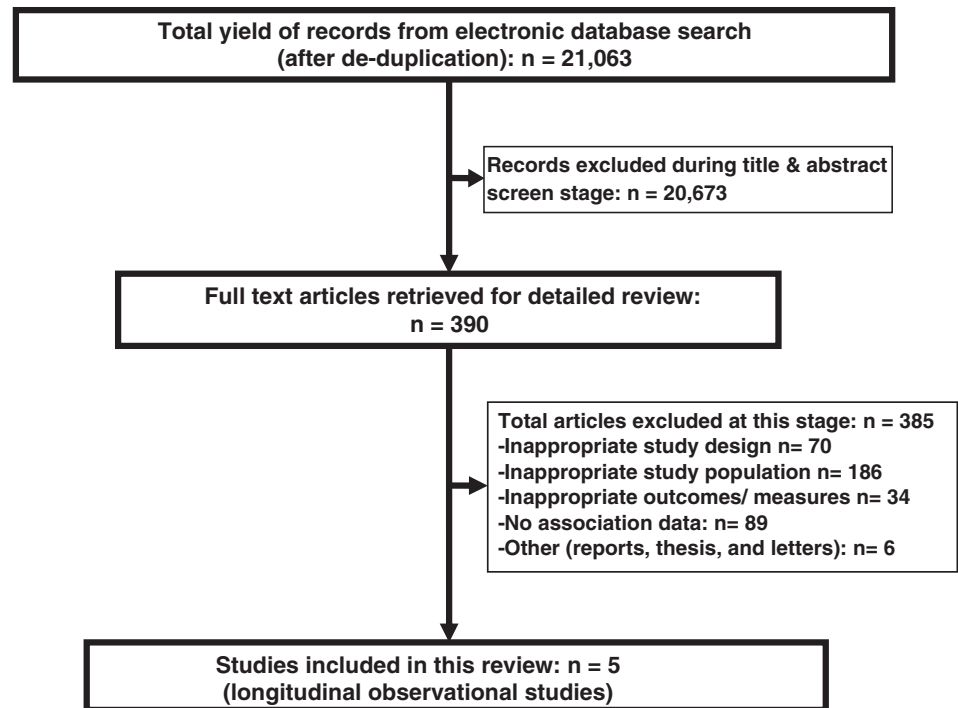 Total yield of records from electronic database search
(after de-duplication): n = 21,063
Records excluded during title & abstract
screen stage: n = 20,673
Full text articles retrieved for detailed review:
n = 390
Total articles excluded at this stage: n = 385
-Inappropriate study design n= 70
-Inappropriate study population n= 186
-Inappropriate outcomes/ measures n= 34
-No association data: n= 89
-Other (reports, thesis, and letters): n= 6
Studies included in this review: n = 5
(longitudinal observational studies)